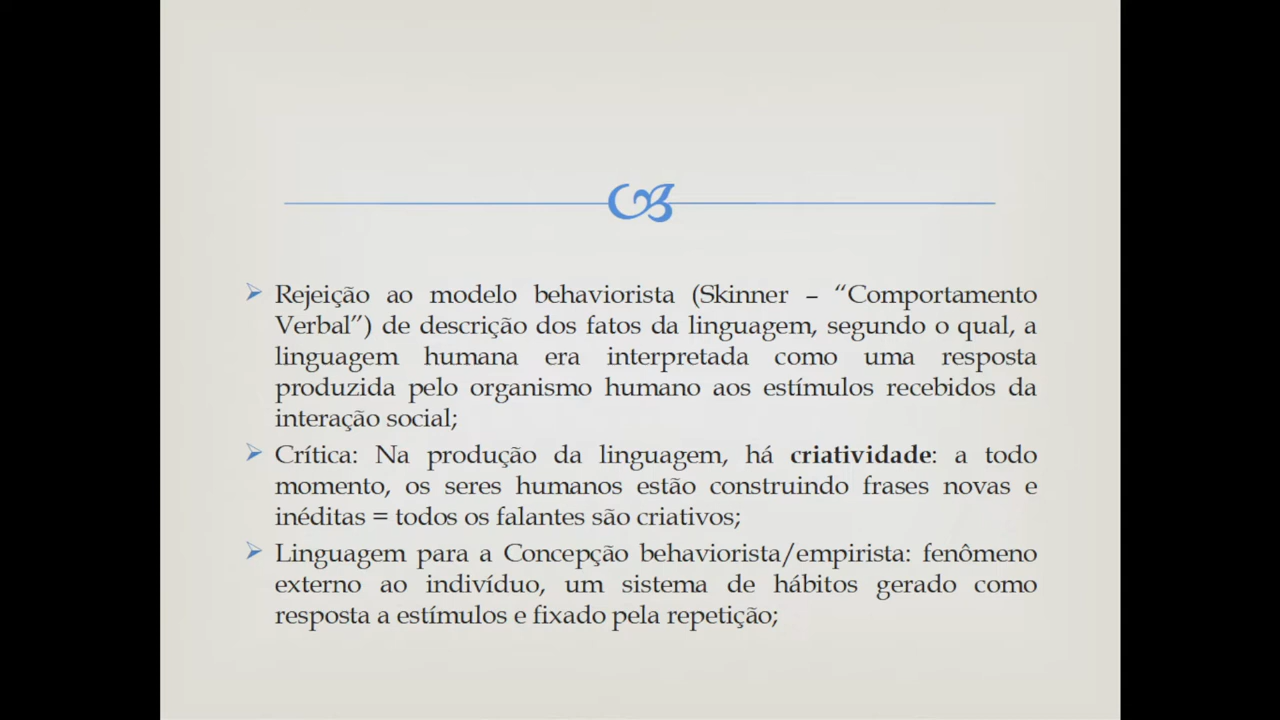 Rejeição ao modelo behaviorista (Skinner – “Comportamento
Verbal”) de descrição dos fatos da linguagem, segundo o qual, a
linguagem humana era interpretada como uma resposta
produzida pelo organismo humano aos estímulos recebidos da
interação social;
Crítica: Na produção da linguagem, há criatividade: a todo
momento, os seres humanos estão construindo frases novas e
inéditas = todos os falantes são criativos;
Linguagem para a Concepção behaviorista/empirista: fenômeno
externo ao indivíduo, um sistema de hábitos gerado como
resposta a estímulos e fixado pela repetição;